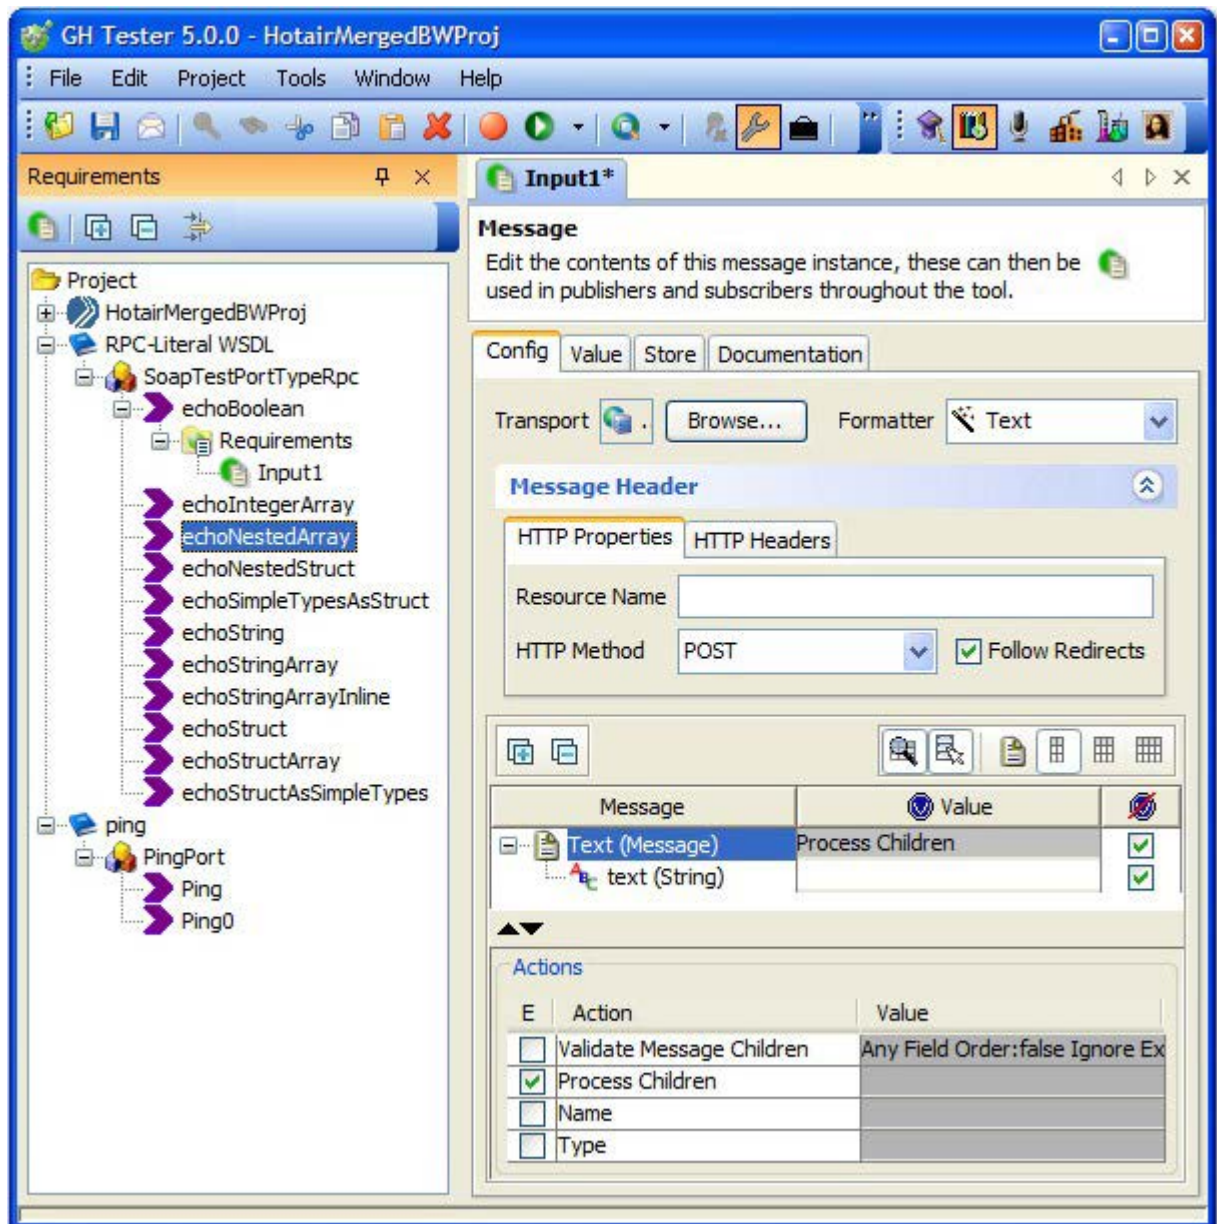 GH Tester 5.0.0 - HotairMergedBWProj
File Edit Project Tools Window Help
Requirements
Project
HotairMergedBWProj
RPC-Literal WSDL
SoapTestPortTypeRpc
echoBoolean
Requirements
Input1
echoIntegerArray
echoNestedArray
echoNestedStruct
echoSimpleTypesAsStruct
echoString
echoStringArray
echoStringArrayInline
echoStruct
echoStructArray
echoStructAsSimpleTypes
ping
PingPort
Ping
Ping0
Input1*
Message
Edit the contents of this message instance, these can then be
used in publishers and subscribers throughout the tool.
Config Value Store Documentation
Transport . Browse... Formatter Text
Message Header
HTTP Properties HTTP Headers
Resource Name
HTTP Method POST Follow Redirects
Message Value
Text (Message) Process Children
text (String)
Actions
E Action Value
Validate Message Children Any Field Order:false Ignore Ex
Process Children
Name
Type